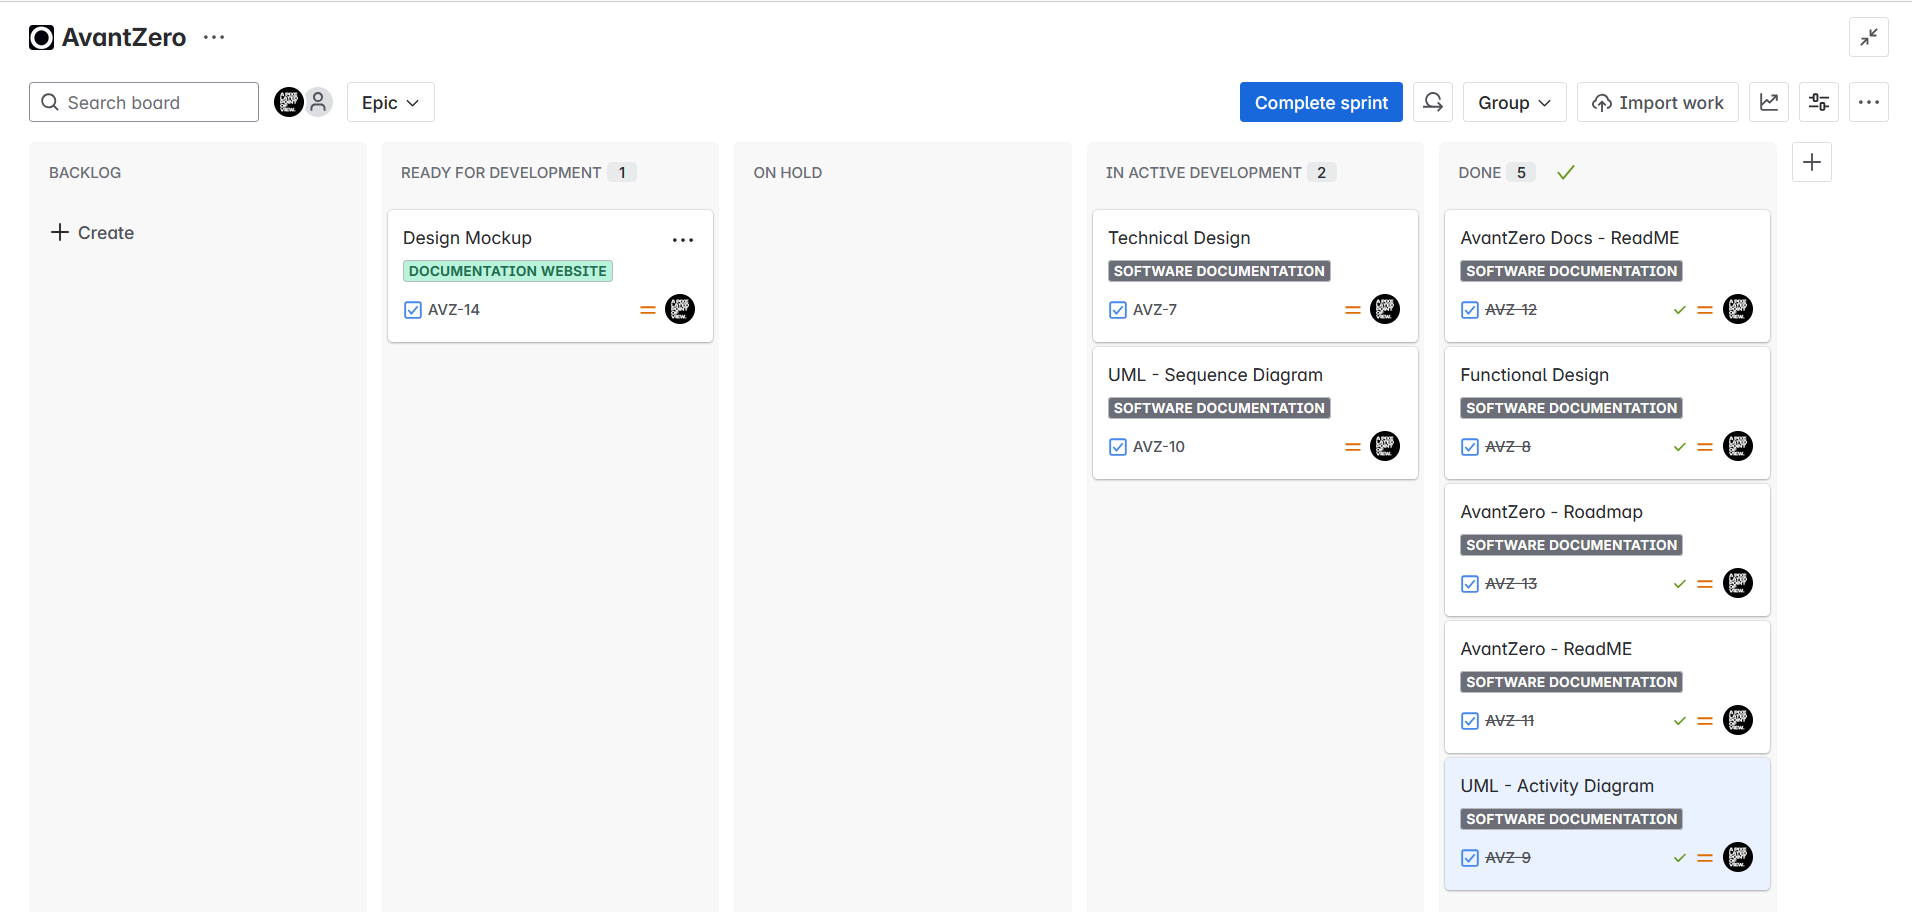 AvantZero
Search board
Epic
Complete sprint
Group
Import work
BACKLOG
Create
READY FOR DEVELOPMENT 1
Design Mockup
DOCUMENTATION WEBSITE
AVZ-14
ON HOLD
IN ACTIVE DEVELOPMENT 2
Technical Design
SOFTWARE DOCUMENTATION
AVZ-7
UML - Sequence Diagram
SOFTWARE DOCUMENTATION
AVZ-10
DONE 5
AvantZero Docs - ReadME
SOFTWARE DOCUMENTATION
AVZ-12
Functional Design
SOFTWARE DOCUMENTATION
AVZ-8
AvantZero - Roadmap
SOFTWARE DOCUMENTATION
AVZ-13
AvantZero - ReadME
SOFTWARE DOCUMENTATION
AVZ-11
UML - Activity Diagram
SOFTWARE DOCUMENTATION
AVZ-9